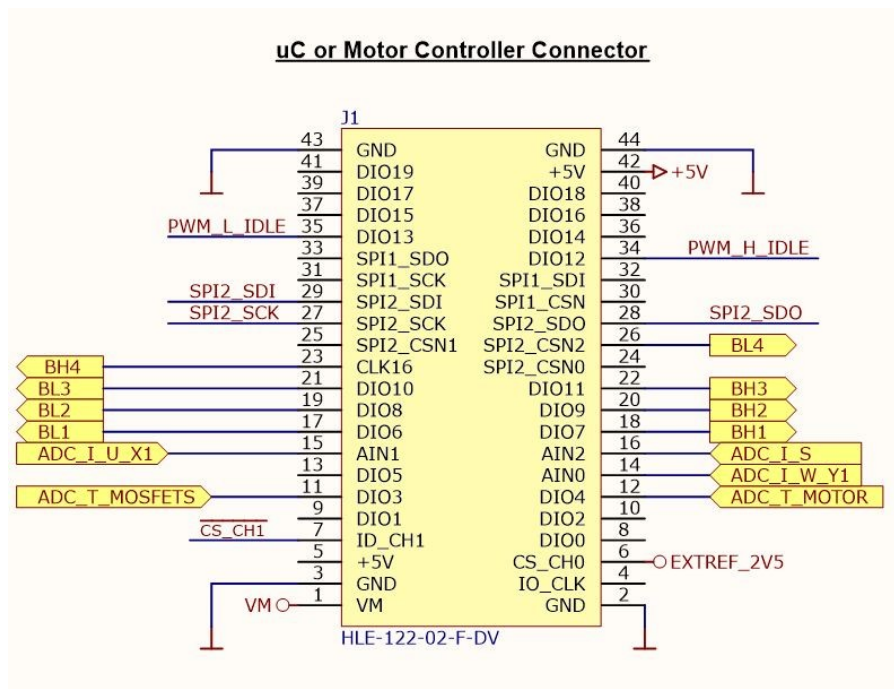 uC or Motor Controller Connector
J1
43 GND GND 44
41 DIO19 +5V 42 +5V
39 DIO17 DIO18 40
37 DIO15 DIO16 38
PWM_L_IDLE 35 DIO13 DIO14 36
33 SPI1_SDO DIO12 34 PWM_H_IDLE
31 SPI1_SCK SPI1_SDI 32
SPI2_SDI 29 SPI2_SDI SPI1_CSN 30
SPI2_SCK 27 SPI2_SCK SPI2_SDO 28 SPI2_SDO
25 SPI2_CSN1 SPI2_CSN2 26 BL4
BH4 23 CLK16 SPI2_CSN0 24
BL3 21 DIO10 DIO11 22 BH3
BL2 19 DIO8 DIO9 20 BH2
BL1 17 DIO6 DIO7 18 BH1
ADC_I_U_X1 15 AIN1 AIN2 16 ADC_I_S
13 DIO5 AIN0 14 ADC_I_W_Y1
ADC_T_MOSFETS 11 DIO3 DIO4 12 ADC_T_MOTOR
9 DIO1 DIO2 10
CS_CH1 7 ID_CH1 DIO0 8
5 +5V CS_CH0 6 EXTREF_2V5
3 GND IO_CLK 4
VM 1 VM GND 2
HLE-122-02-F-DV